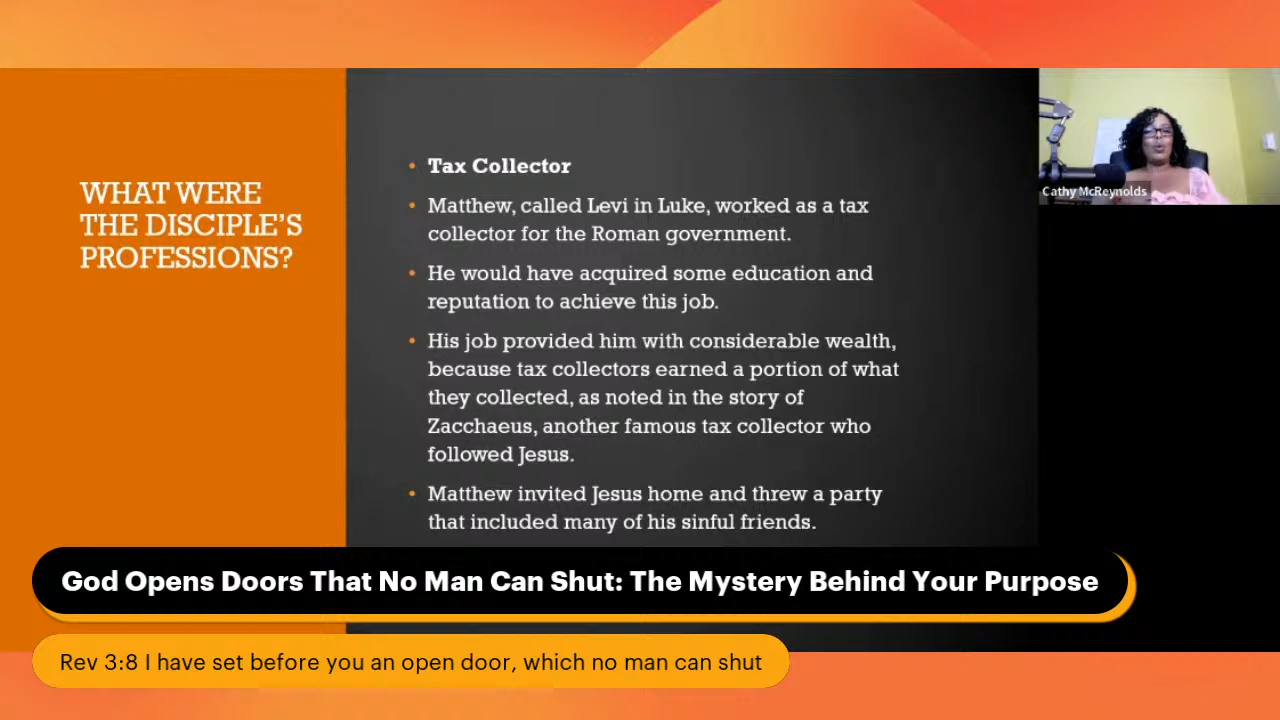 WHAT WERE
THE DISCIPLE'S
PROFESSIONS?
• Tax Collector
• Matthew, called Levi in Luke, worked as a tax
collector for the Roman government.
• He would have acquired some education and
reputation to achieve this job.
• His job provided him with considerable wealth,
because tax collectors earned a portion of what
they collected, as noted in the story of
Zacchaeus, another famous tax collector who
followed Jesus.
• Matthew invited Jesus home and threw a party
that included many of his sinful friends.
Cathy McReynolds
God Opens Doors That No Man Can Shut: The Mystery Behind Your Purpose
Rev 3:8 I have set before you an open door, which no man can shut